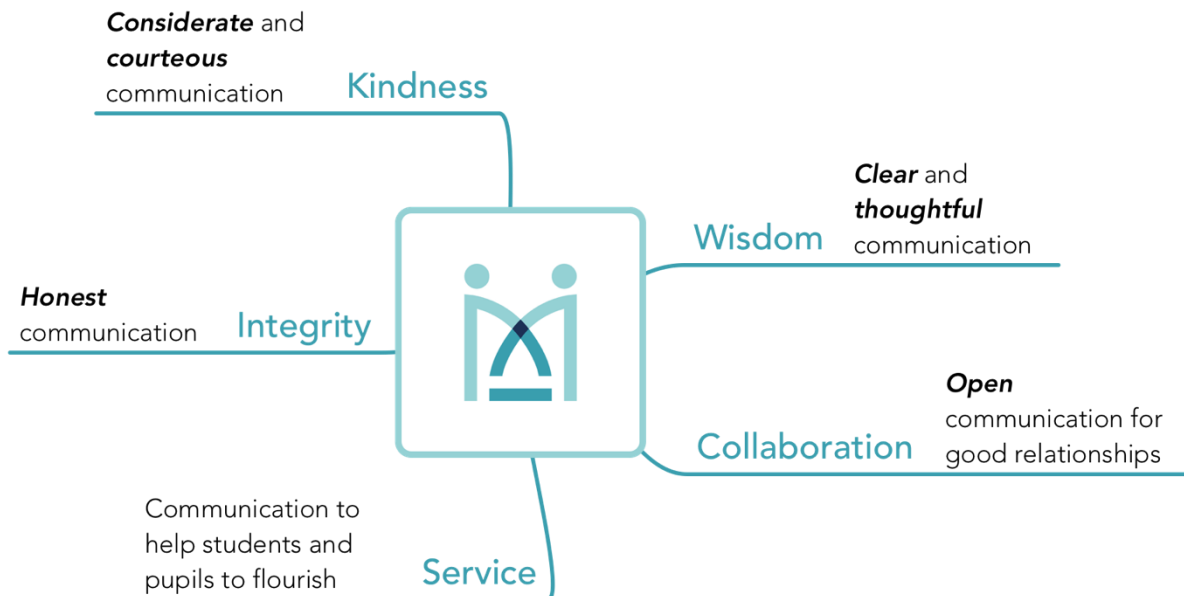 Considerate and
courteous
communication
Kindness
Clear and
thoughtful
communication
Wisdom
Honest
communication
Integrity
Open
communication for
good relationships
Collaboration
Communication to
help students and
pupils to flourish
Service